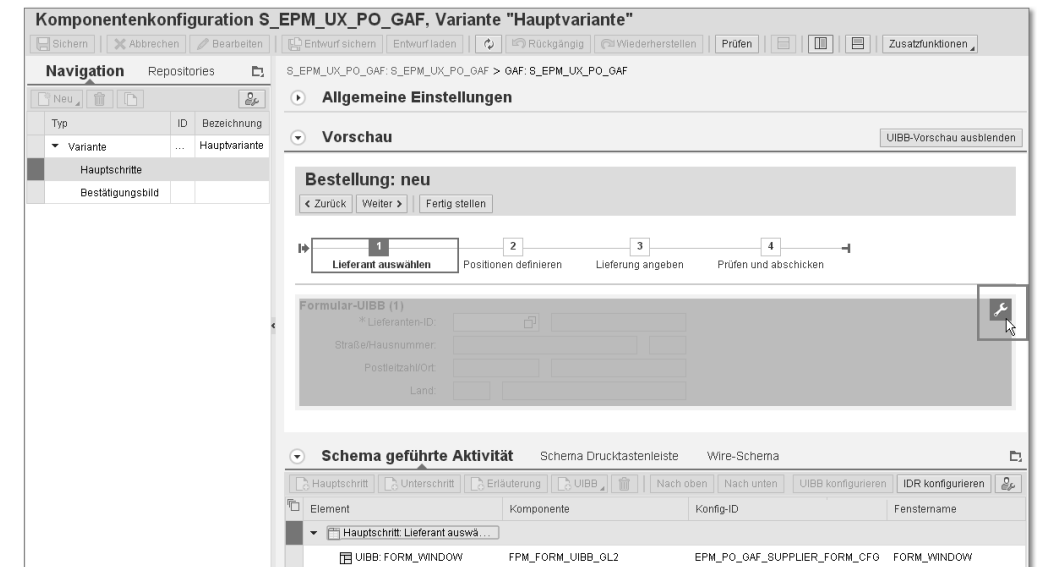 Komponentenkonfiguration S_EPM_UX_PO_GAF, Variante "Hauptvariante"
Sichern Abbrechen Bearbeiten Entwurf sichern Entwurf laden Rückgängig Wiederherstellen Prüfen Zusatzfunktionen
Navigation Repositories
Neu
Typ ID Bezeichnung
Variante ... Hauptvariante
Hauptschritte
Bestätigungsbild
S_EPM_UX_PO_GAF: S_EPM_UX_PO_GAF > GAF: S_EPM_UX_PO_GAF
Allgemeine Einstellungen
Vorschau UIBB-Vorschau ausblenden
Bestellung: neu
Zurück Weiter Fertig stellen
1 2 3 4
Lieferant auswählen Positionen definieren Lieferung angeben Prüfen und abschicken
Formular-UIBB (1)
* Lieferanten-ID:
Straße/Hausnummer:
Postleitzahl/Ort:
Land:
Schema geführte Aktivität Schema Drucktastenleiste Wire-Schema
Hauptschritt Unterschritt Erläuterung UIBB Nach oben Nach unten UIBB konfigurieren IDR konfigurieren
Element Komponente Konfig-ID Fenstername
Hauptschritt: Lieferant auswä...
UIBB: FORM_WINDOW FPM_FORM_UIBB_GL2 EPM_PO_GAF_SUPPLIER_FORM_CFG FORM_WINDOW